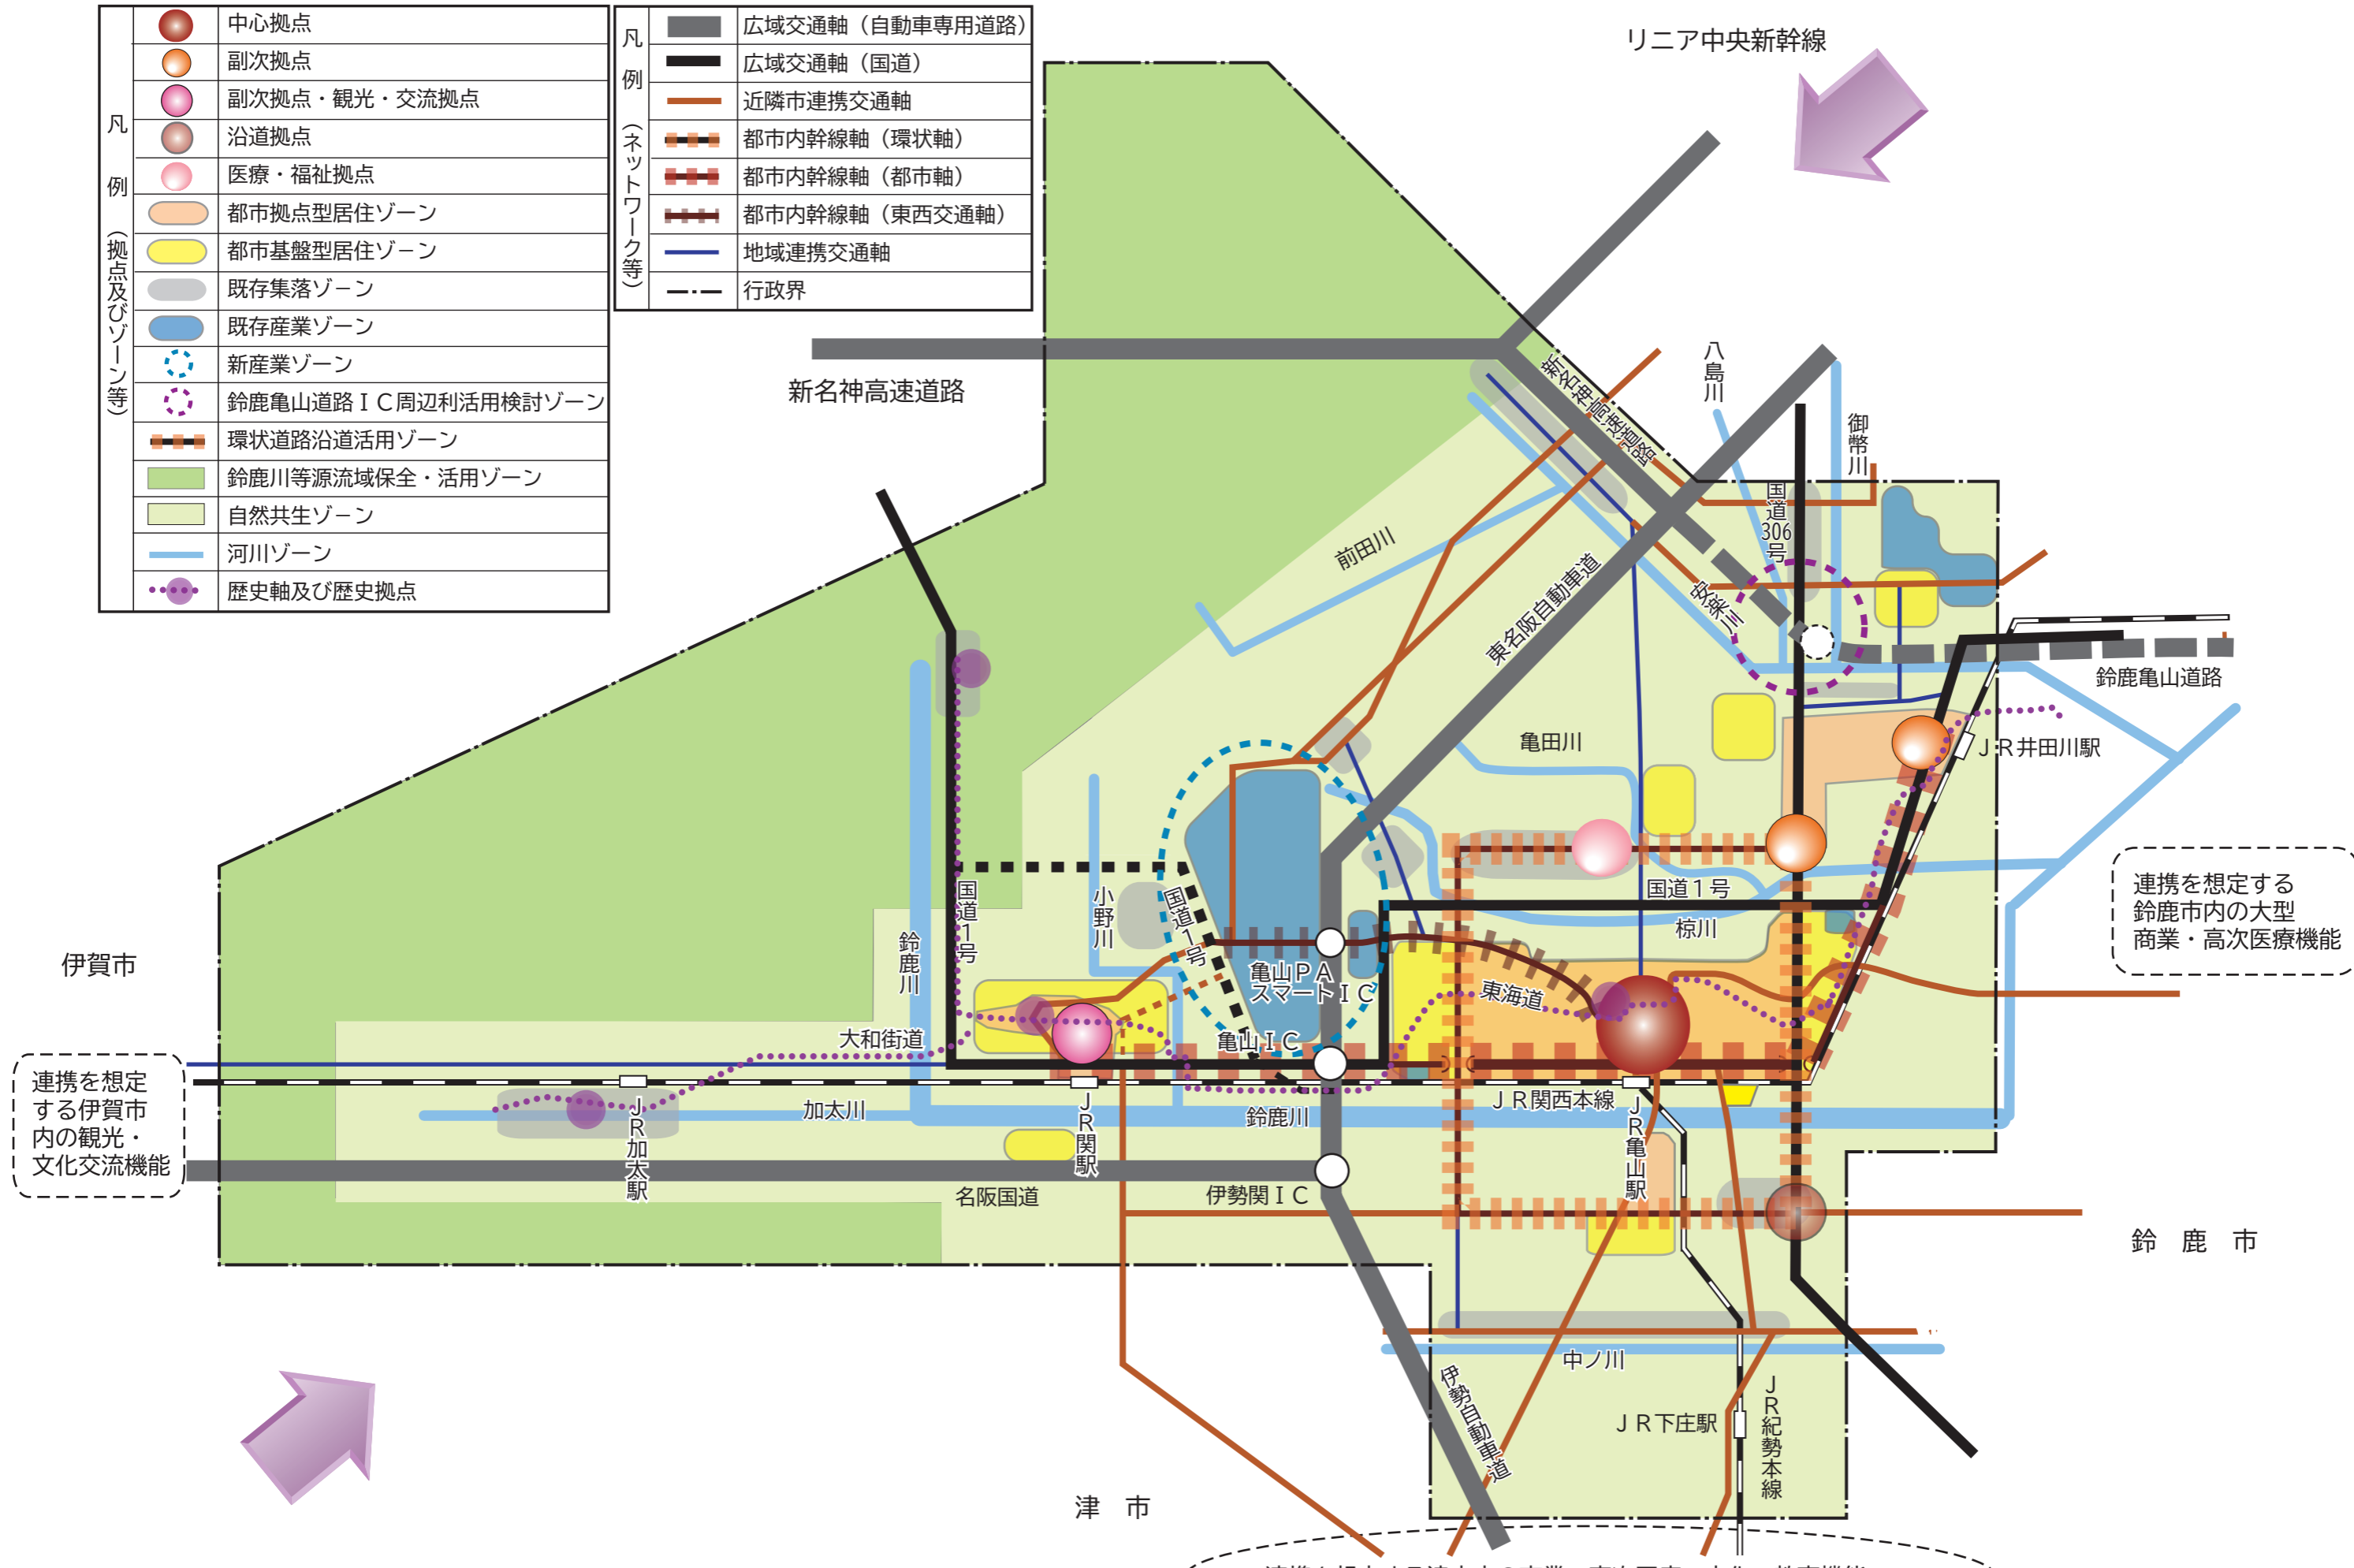 凡 例 （拠点及びゾーン等）
中心拠点
副次拠点
副次拠点・観光・交流拠点
沿道拠点
医療・福祉拠点
都市拠点型居住ゾーン
都市基盤型居住ゾーン
既存集落ゾーン
既存産業ゾーン
新産業ゾーン
鈴鹿亀山道路ＩＣ周辺利活用検討ゾーン
環状道路沿道活用ゾーン
鈴鹿川等源流域保全・活用ゾーン
自然共生ゾーン
河川ゾーン
歴史軸及び歴史拠点
凡 例 （ネットワーク等）
広域交通軸（自動車専用道路）
広域交通軸（国道）
近隣市連携交通軸
都市内幹線軸（環状軸）
都市内幹線軸（都市軸）
都市内幹線軸（東西交通軸）
地域連携交通軸
行政界
リニア中央新幹線
新名神高速道路
新名神高速道路
八島川
御幣川
国道306号
前田川
東名阪自動車道
安楽川
鈴鹿亀山道路
亀田川
ＪＲ井田川駅
国道１号
椋川
連携を想定する
鈴鹿市内の大型
商業・高次医療機能
国道１号
小野川
国道１号
鈴鹿川
伊賀市
亀山ＰＡ
スマートＩＣ
東海道
大和街道
亀山ＩＣ
連携を想定
する伊賀市
内の観光・
文化交流機能
ＪＲ加太駅
加太川
ＪＲ関駅
鈴鹿川
ＪＲ関西本線
ＪＲ亀山駅
名阪国道
伊勢関ＩＣ
鈴 鹿 市
中ノ川
伊勢自動車道
ＪＲ下庄駅
ＪＲ紀勢本線
津 市